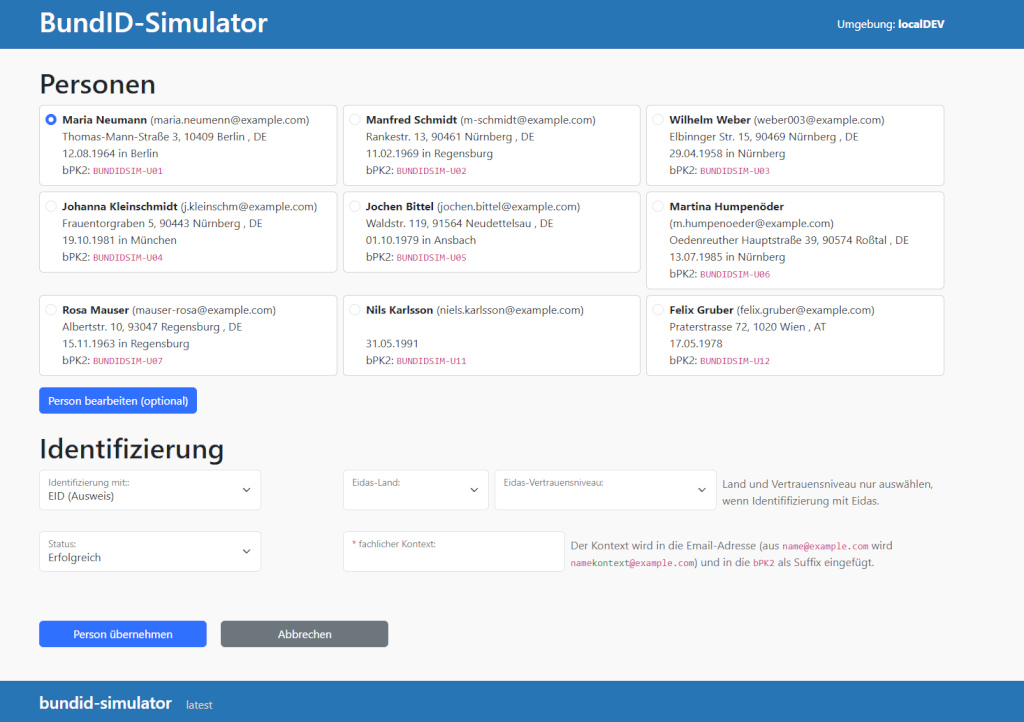 BundID-Simulator
Umgebung: localDEV
Personen
Maria Neumann (maria.neumenn@example.com)
Thomas-Mann-Straße 3, 10409 Berlin , DE
12.08.1964 in Berlin
bPK2: BUNDIDSIM-U01
Manfred Schmidt (m-schmidt@example.com)
Rankestr. 13, 90461 Nürnberg , DE
11.02.1969 in Regensburg
bPK2: BUNDIDSIM-U02
Wilhelm Weber (weber003@example.com)
Elbinnger Str. 15, 90469 Nürnberg , DE
29.04.1958 in Nürnberg
bPK2: BUNDIDSIM-U03
Johanna Kleinschmidt (j.kleinschm@example.com)
Frauentorgraben 5, 90443 Nürnberg , DE
19.10.1981 in München
bPK2: BUNDIDSIM-U04
Jochen Bittel (jochen.bittel@example.com)
Waldstr. 119, 91564 Neudettelsau , DE
01.10.1979 in Ansbach
bPK2: BUNDIDSIM-U05
Martina Humpenöder
(m.humpenoeder@example.com)
Oedenreuther Hauptstraße 39, 90574 Roßtal , DE
13.07.1985 in Nürnberg
bPK2: BUNDIDSIM-U06
Rosa Mauser (mauser-rosa@example.com)
Albertstr. 10, 93047 Regensburg , DE
15.11.1963 in Regensburg
bPK2: BUNDIDSIM-U07
Nils Karlsson (niels.karlsson@example.com)
31.05.1991
bPK2: BUNDIDSIM-U11
Felix Gruber (felix.gruber@example.com)
Praterstrasse 72, 1020 Wien , AT
17.05.1978
bPK2: BUNDIDSIM-U12
Person bearbeiten (optional)
Identifizierung
Identifizierung mit::
EID (Ausweis)
Eidas-Land:
Eidas-Vertrauensniveau:
Land und Vertrauensniveau nur auswählen,
wenn Identififizierung mit Eidas.
Status:
Erfolgreich
* fachlicher Kontext:
Der Kontext wird in die Email-Adresse (aus name@example.com wird
namekontext@example.com) und in die bPK2 als Suffix eingefügt.
Person übernehmen
Abbrechen
bundid-simulator latest